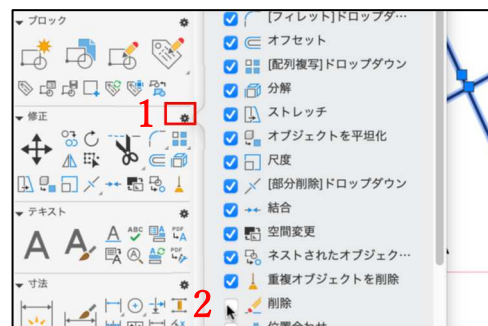 ブロック
1
修正
テキスト
A A A ABC PDF
A A PDF
寸法
2
[フィレット]ドロップダ…
オフセット
[配列複写]ドロップダウン
分解
ストレッチ
オブジェクトを平坦化
尺度
[部分削除]ドロップダウン
結合
空間変更
ネストされたオブジェク…
重複オブジェクトを削除
削除
位置合わせ